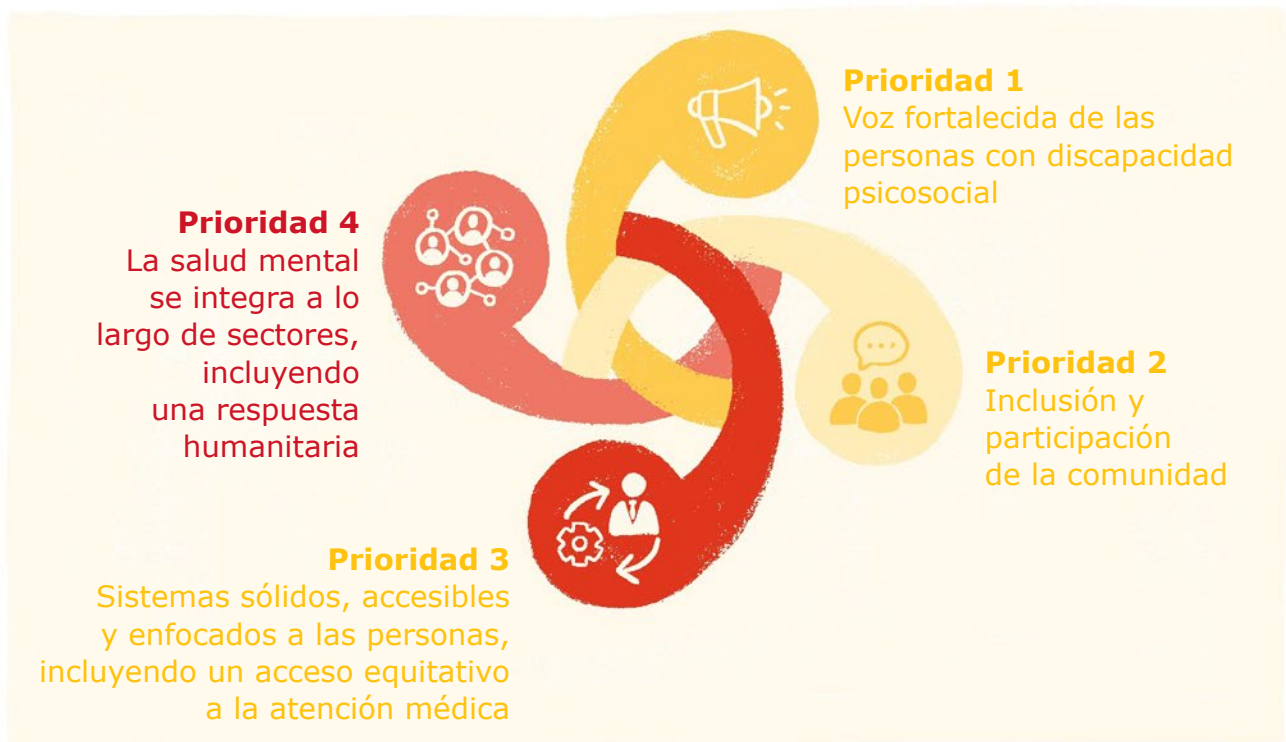 Prioridad 1
Voz fortalecida de las
personas con discapacidad
psicosocial
Prioridad 2
Inclusión y
participación
de la comunidad
Prioridad 3
Sistemas sólidos, accesibles
y enfocados a las personas,
incluyendo un acceso equitativo
a la atención médica
Prioridad 4
La salud mental
se integra a lo
largo de sectores,
incluyendo
una respuesta
humanitaria